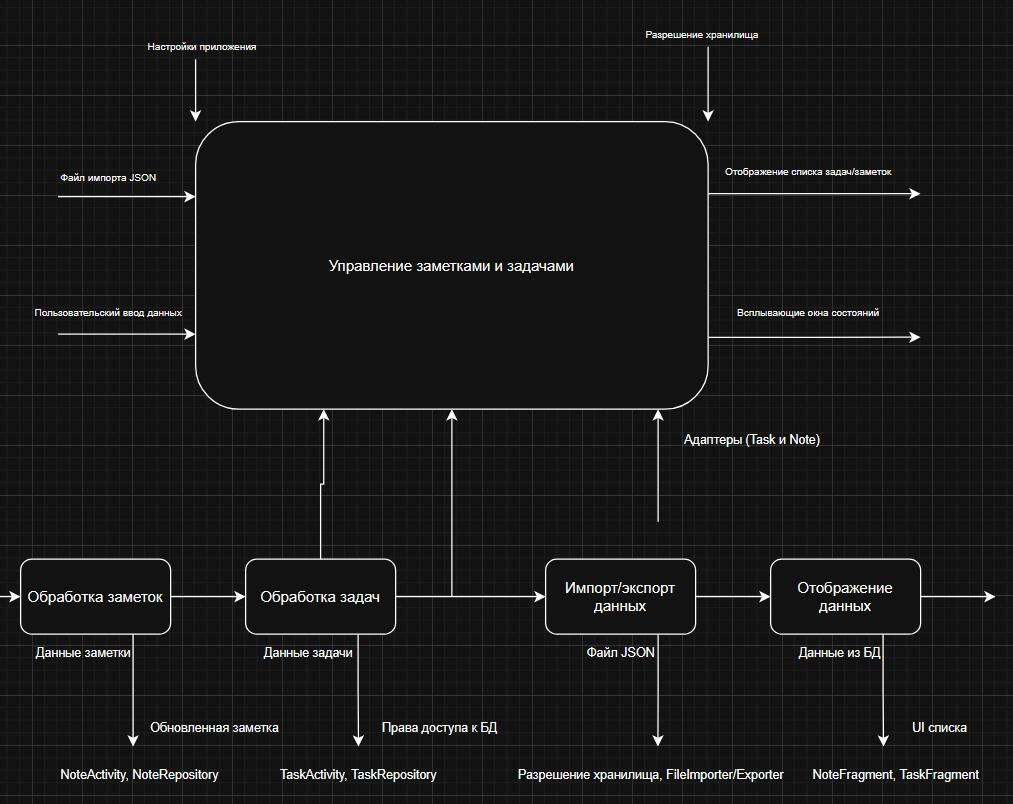 Разрешение хранилища
Настройки приложения
Файл импорта JSON
Отображение списка задач/заметок
Управление заметками и задачами
Пользовательский ввод данных
Всплывающие окна состояний
Адаптеры (Task и Note)
Обработка заметок
Обработка задач
Импорт/экспорт
данных
Отображение
данных
Данные заметки
Данные задачи
Файл JSON
Данные из БД
Обновленная заметка
Права доступа к БД
UI списка
NoteActivity, NoteRepository
TaskActivity, TaskRepository
Разрешение хранилища, FileImporter/Exporter
NoteFragment, TaskFragment